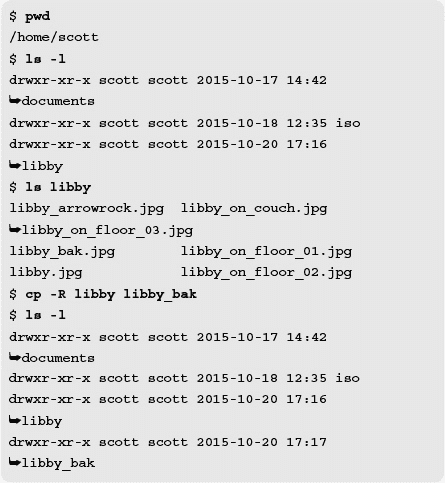 $ pwd
/home/scott
$ ls -l
drwxr-xr-x scott scott 2015-10-17 14:42
➥documents
drwxr-xr-x scott scott 2015-10-18 12:35 iso
drwxr-xr-x scott scott 2015-10-20 17:16
➥libby
$ ls libby
libby_arrowrock.jpg  libby_on_couch.jpg
➥libby_on_floor_03.jpg
libby_bak.jpg        libby_on_floor_01.jpg
libby.jpg            libby_on_floor_02.jpg
$ cp -R libby libby_bak
$ ls -l
drwxr-xr-x scott scott 2015-10-17 14:42
➥documents
drwxr-xr-x scott scott 2015-10-18 12:35 iso
drwxr-xr-x scott scott 2015-10-20 17:16
➥libby
drwxr-xr-x scott scott 2015-10-20 17:17
➥libby_bak